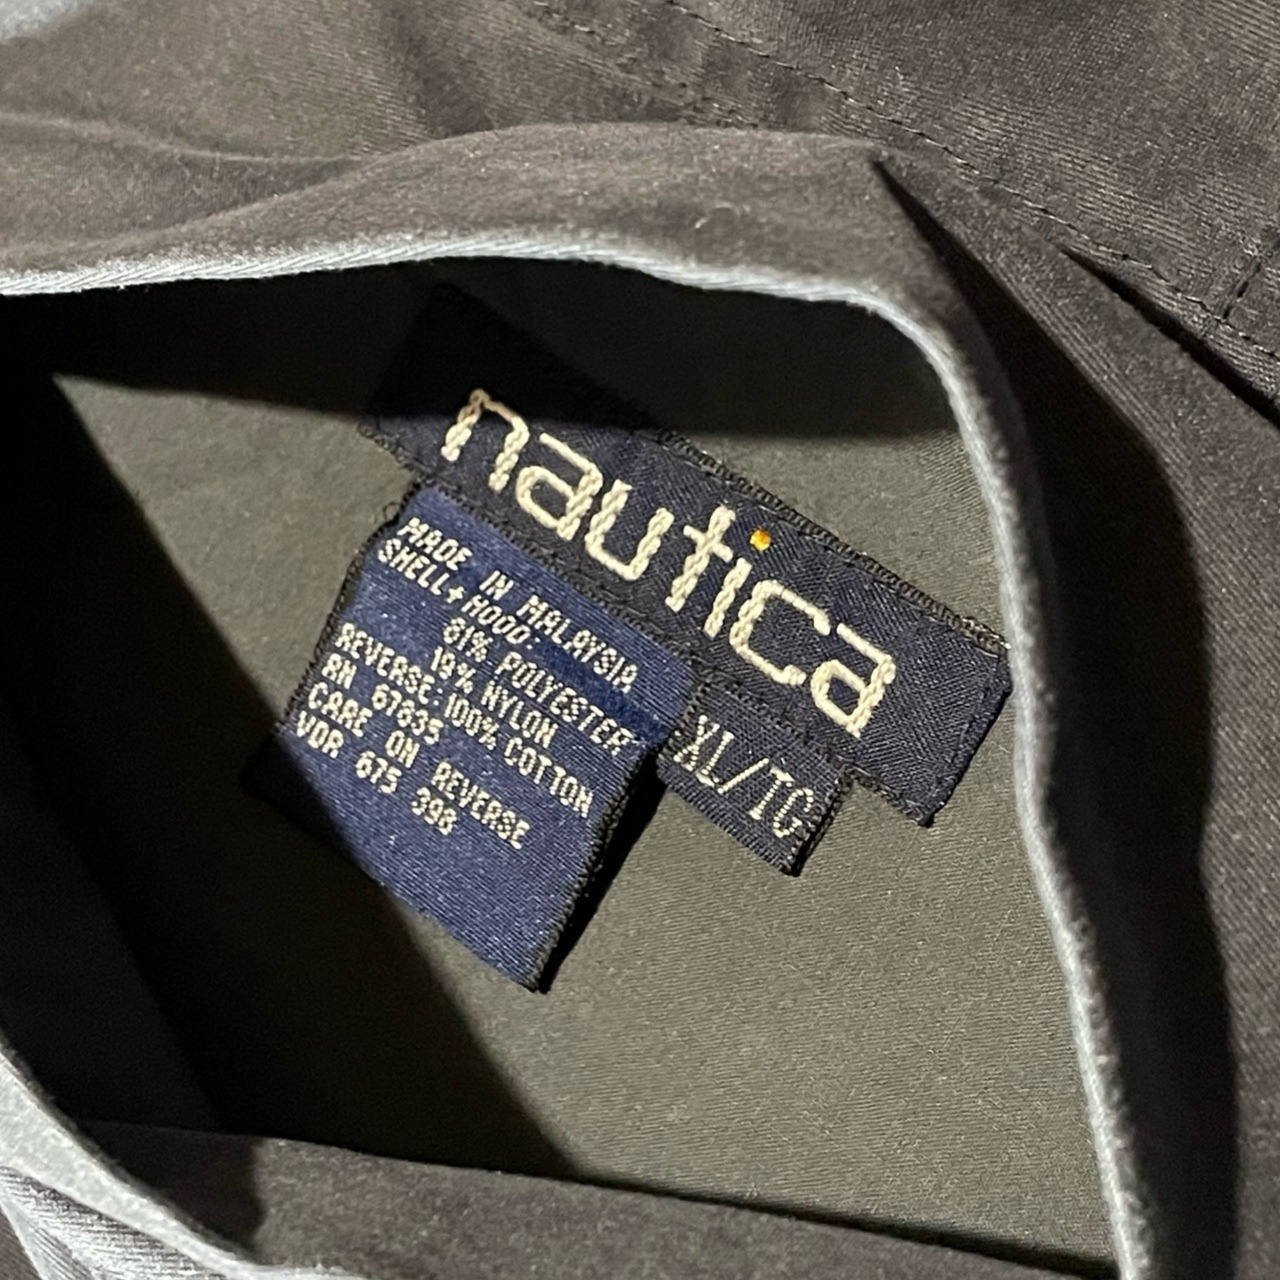 nautica
XL/TG
MADE IN MALAYSIA
SHELL+HOOD:
81% POLYESTER
19% NYLON
REVERSE:100% COTTON
RN 67835
CARE ON REVERSE
VDR 675 398